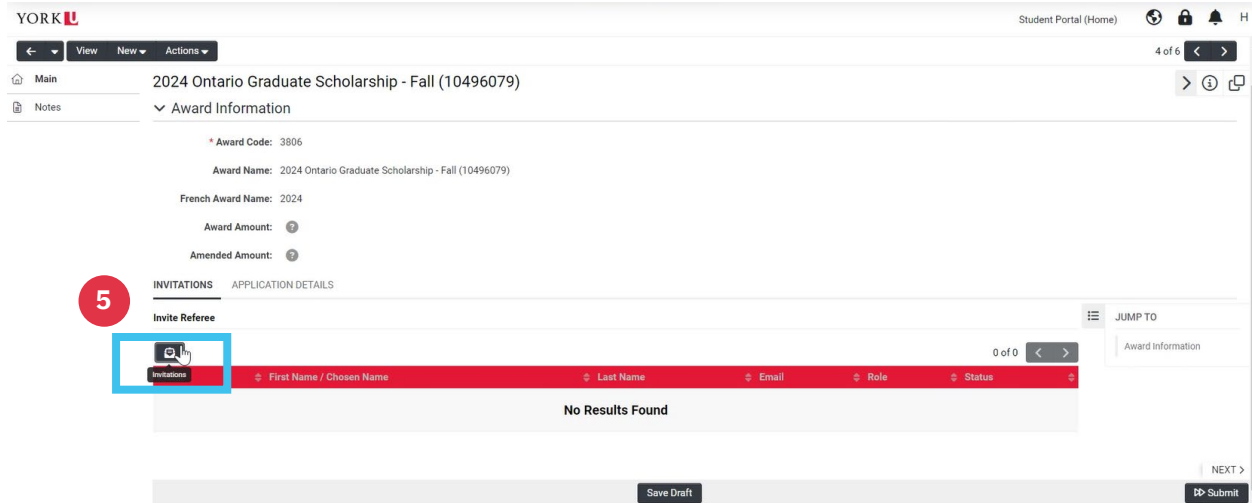 YORK U
Student Portal (Home)
H
View New Actions
4 of 6
Main
Notes
2024 Ontario Graduate Scholarship - Fall (10496079)
Award Information
* Award Code: 3806
Award Name: 2024 Ontario Graduate Scholarship - Fall (10496079)
French Award Name: 2024
Award Amount: ?
Amended Amount: ?
INVITATIONS APPLICATION DETAILS
5
Invite Referee
JUMP TO
Award Information
0 of 0
Invitations
First Name / Chosen Name Last Name Email Role Status
No Results Found
NEXT >
Save Draft
Submit